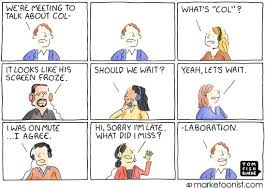 WE'RE MEETING TO
TALK ABOUT COL-
WHAT'S "COL"?
IT LOOKS LIKE HIS
SCREEN FROZE.
SHOULD WE WAIT?
YEAH, LET'S WAIT.
I WAS ON MUTE
...I AGREE.
HI, SORRY I'M LATE.
WHAT DID I MISS?
-LABORATION.
TOM
FISH
BURNE
@marketoonist.com